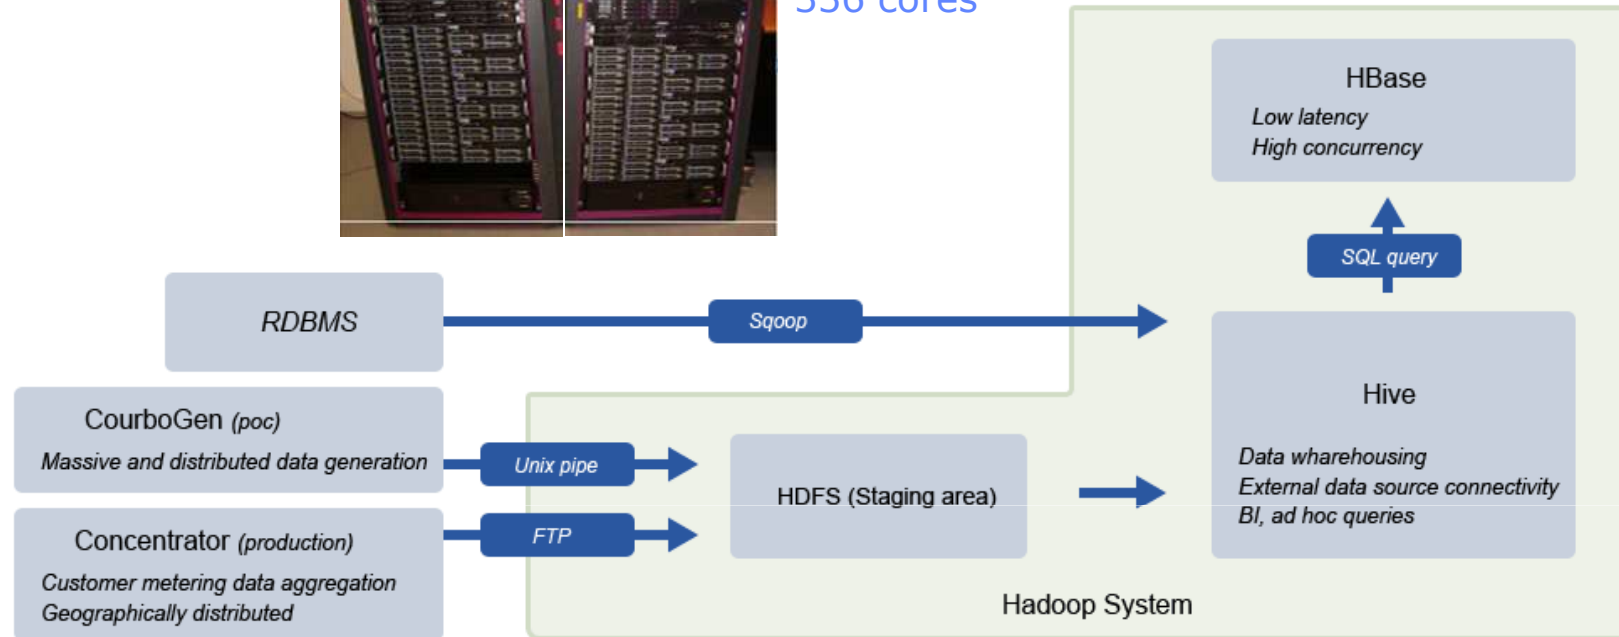 336 cores
HBase
Low latency
High concurrency
SQL query
RDBMS
Sqoop
CourboGen (poc)
Massive and distributed data generation
Unix pipe
Concentrator (production)
Customer metering data aggregation
Geographically distributed
FTP
HDFS (Staging area)
Hive
Data wharehousing
External data source connectivity
BI, ad hoc queries
Hadoop System